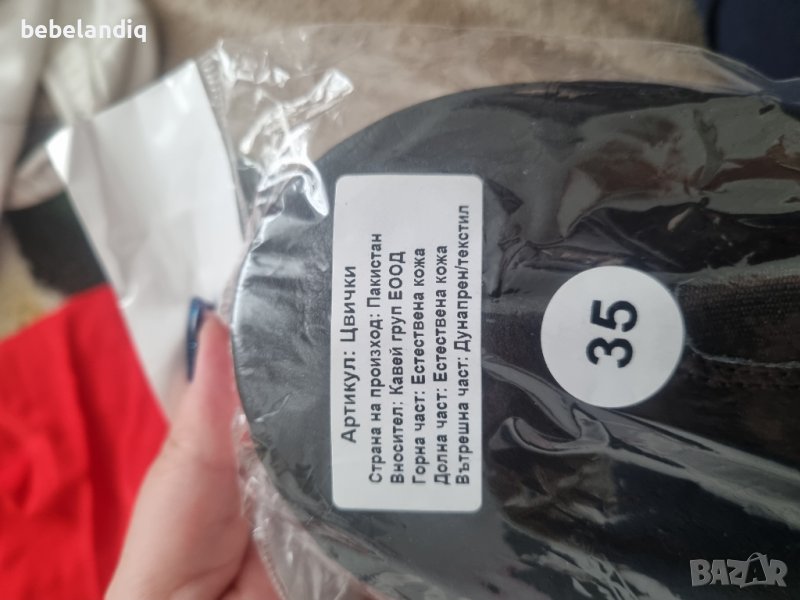 bebelandiq
Артикул: Цвички
Страна на произход: Пакистан
Вносител: Кавей груп ЕООД
Горна част: Естествена кожа
Долна част: Естествена кожа
Вътрешна част: Дунапрен/текстил
35
BAZAR